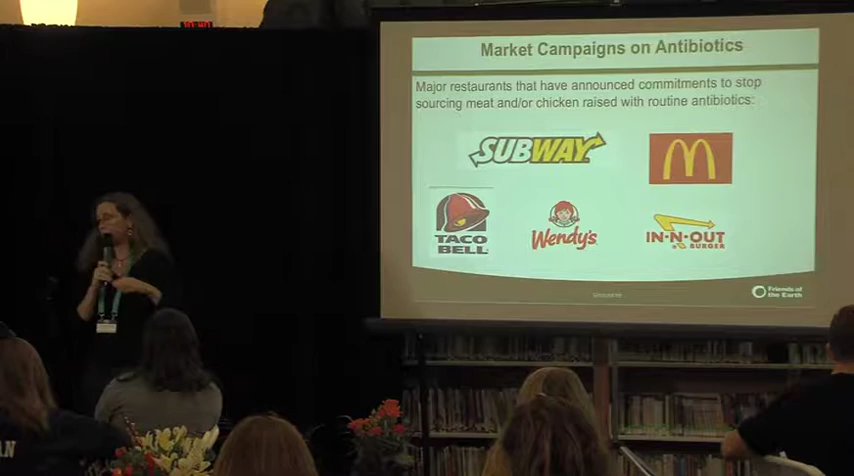 Market Campaigns on Antibiotics
Major restaurants that have announced commitments to stop
sourcing meat and/or chicken raised with routine antibiotics:
SUBWAY
TACO
BELL
Wendy's
IN-N-OUT
BURGER
Friends of
the Earth